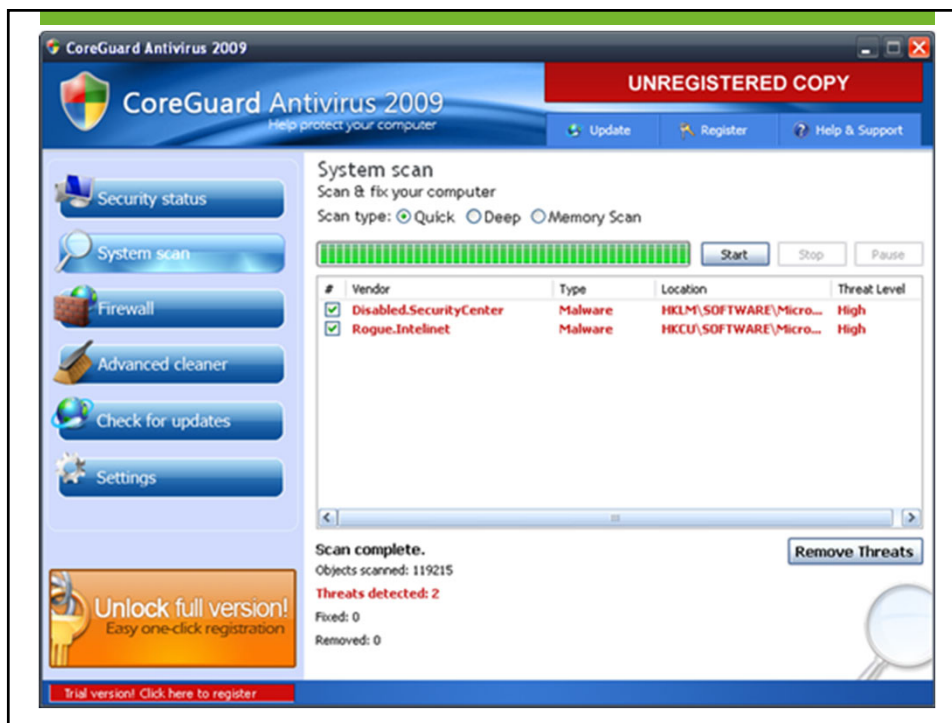 CoreGuard Antivirus 2009
UNREGISTERED COPY
CoreGuard Antivirus 2009
Help protect your computer
Update
Register
Help & Support
Security status
System scan
Firewall
Advanced cleaner
Check for updates
Settings
Unlock full version!
Easy one-click registration
Trial version! Click here to register
System scan
Scan & fix your computer
Scan type: Quick Deep Memory Scan
Start Stop Pause
# Vendor Type Location Threat Level
Disabled.SecurityCenter Malware HKLM\SOFTWARE\Micro... High
Rogue.Intelinet Malware HKCU\SOFTWARE\Micro... High
Scan complete.
Remove Threats
Objects scanned: 119215
Threats detected: 2
Fixed: 0
Removed: 0